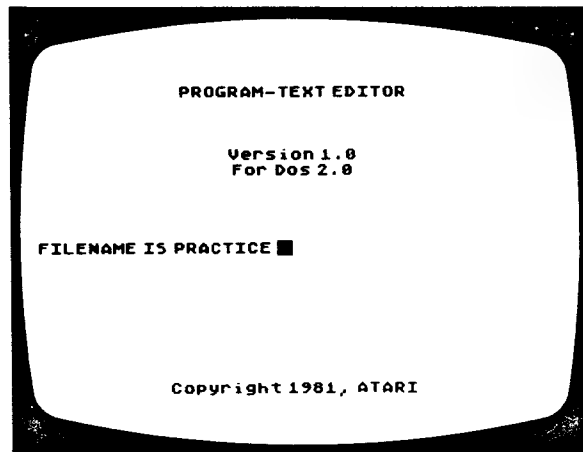 PROGRAM-TEXT EDITOR
Version 1.0
For Dos 2.0
FILENAME IS PRACTICE
Copyright 1981, ATARI